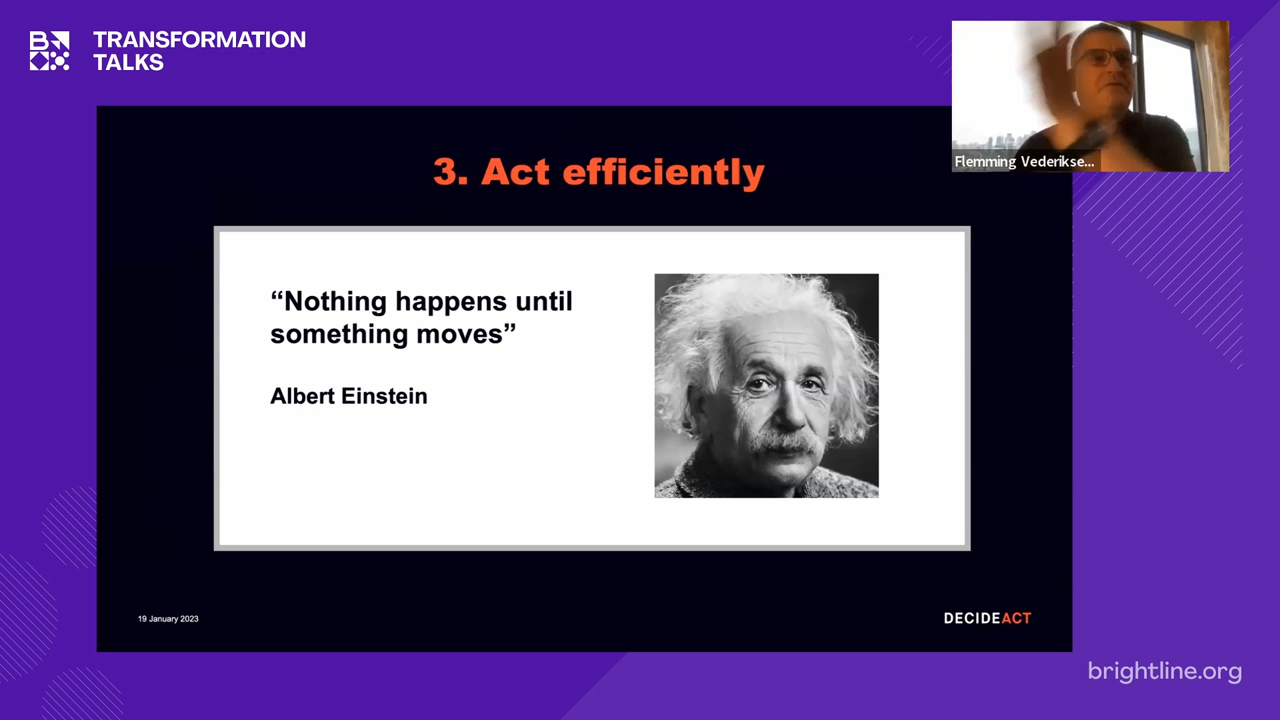 TRANSFORMATION
TALKS
Flemming Vederikse...
3. Act efficiently
“Nothing happens until
something moves”
Albert Einstein
19 January 2023
DECIDEACT
brightline.org